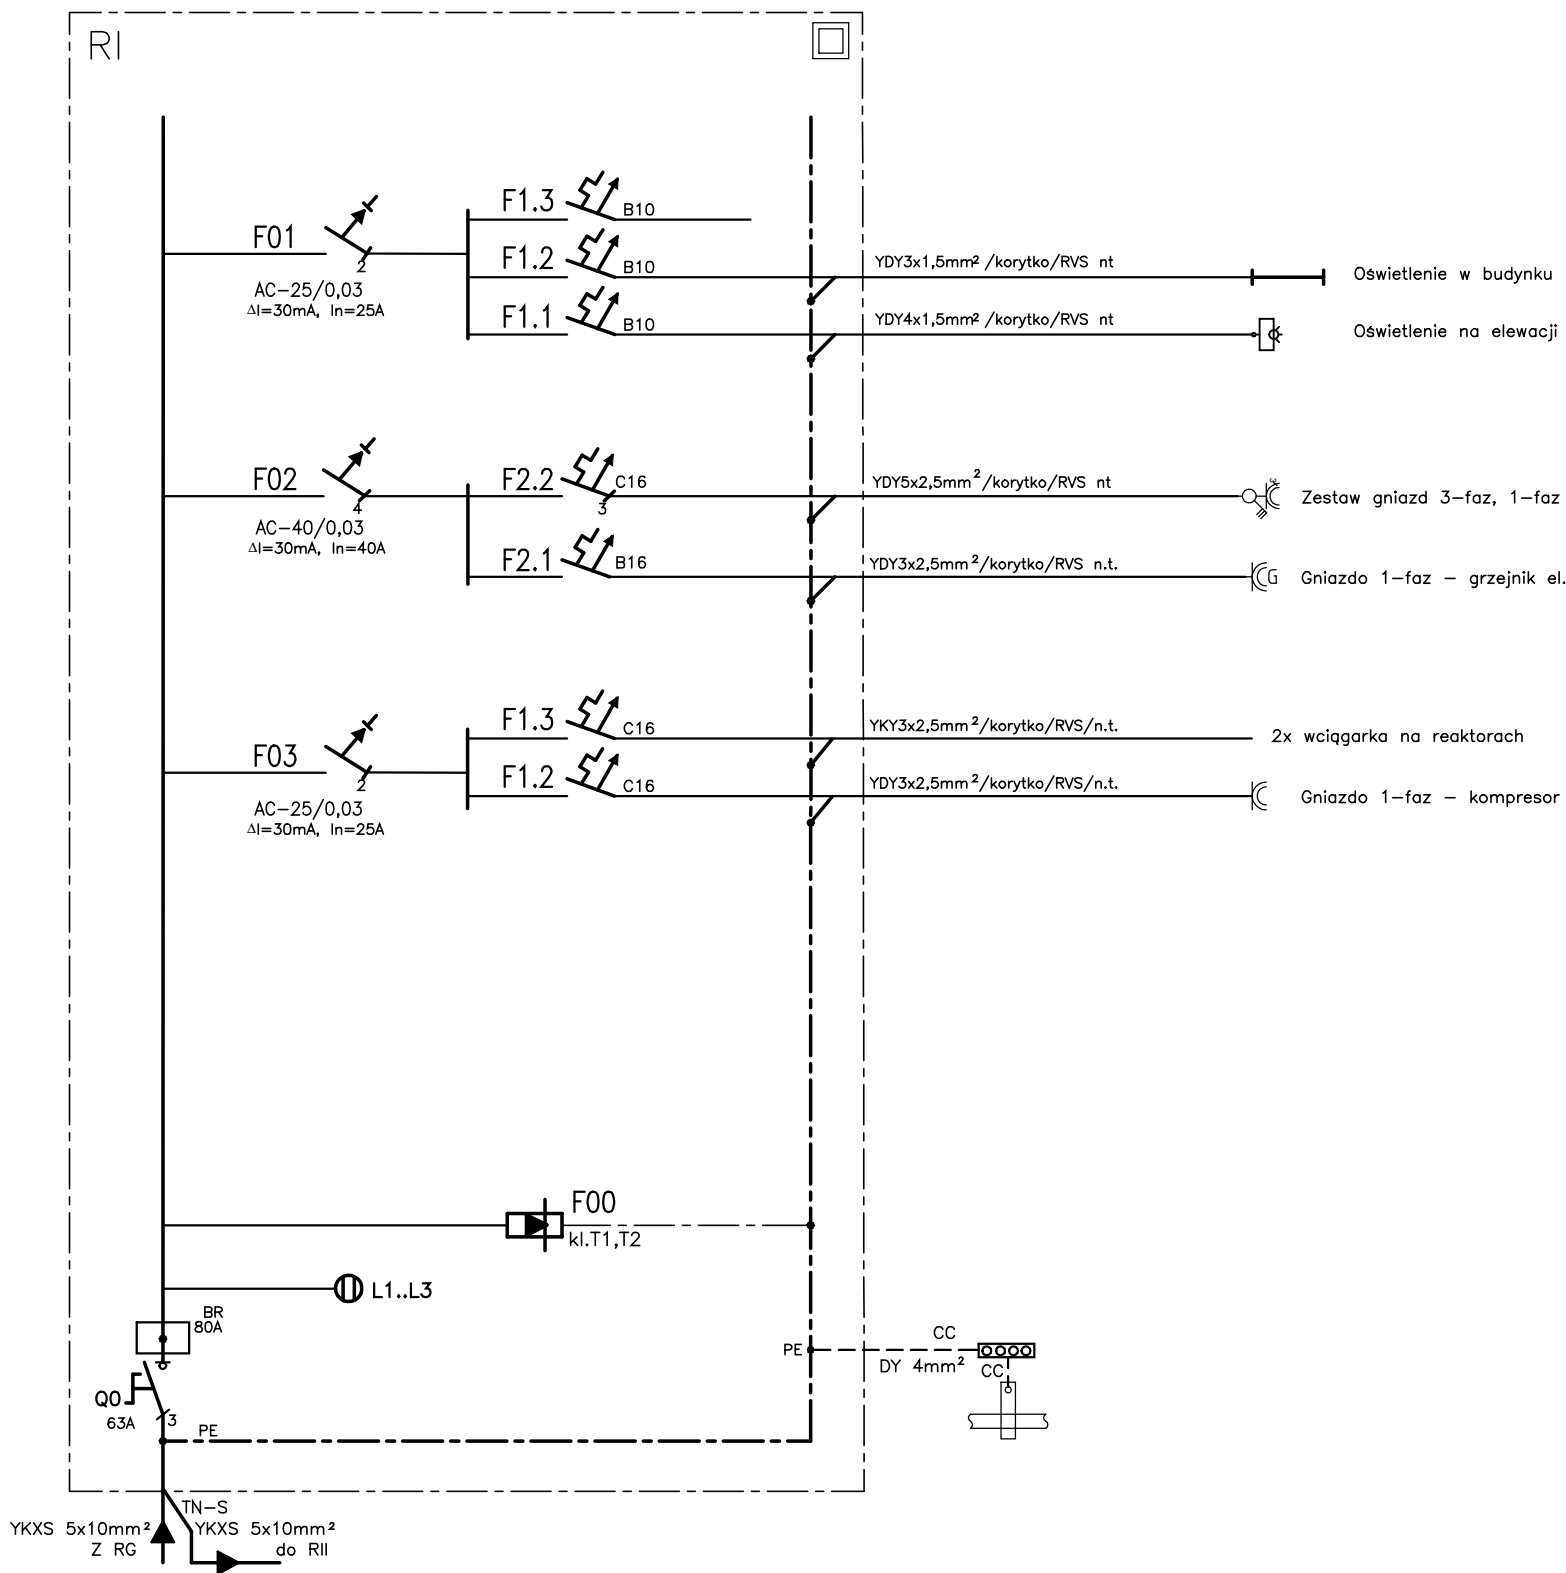 RI
F1.3
B10
F01
2
AC-25/0,03
ΔI=30mA, In=25A
F1.2
B10
YDY3x1,5mm² /korytko/RVS nt
Oświetlenie w budynku
F1.1
B10
YDY4x1,5mm² /korytko/RVS nt
Oświetlenie na elewacji
F02
4
AC-40/0,03
ΔI=30mA, In=40A
F2.2
C16
3
YDY5x2,5mm²/korytko/RVS nt
Zestaw gniazd 3-faz, 1-faz
F2.1
B16
YDY3x2,5mm²/korytko/RVS n.t.
G
Gniazdo 1-faz - grzejnik el.
F1.3
C16
YKY3x2,5mm²/korytko/RVS/n.t.
2x wciągarka na reaktorach
F03
2
AC-25/0,03
ΔI=30mA, In=25A
F1.2
C16
YDY3x2,5mm²/korytko/RVS/n.t.
Gniazdo 1-faz - kompresor
F00
kl.T1,T2
L1..L3
BR
80A
Q0
63A
3
PE
PE
CC
DY 4mm²
CC
TN-S
YKXS 5x10mm²
Z RG
YKXS 5x10mm²
do RII